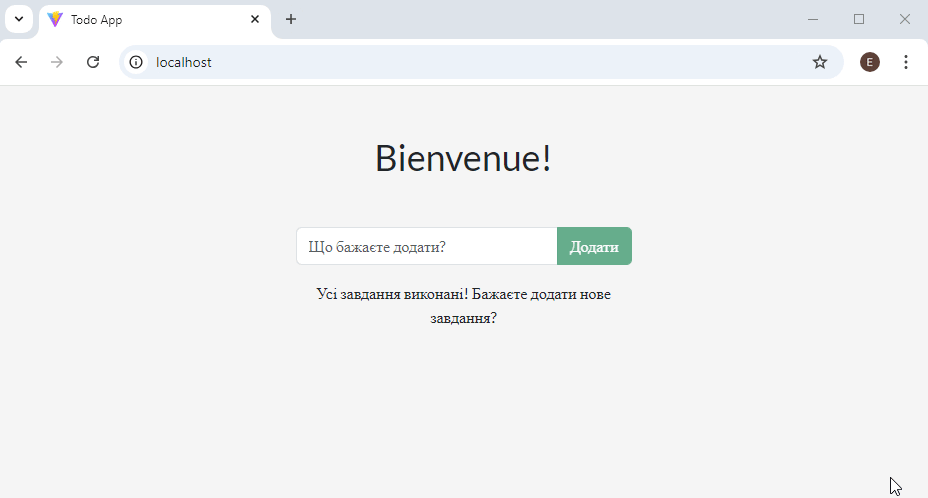 Todo App
localhost
E
Bienvenue!
Що бажаєте додати?
Додати
Усі завдання виконані! Бажаєте додати нове
завдання?